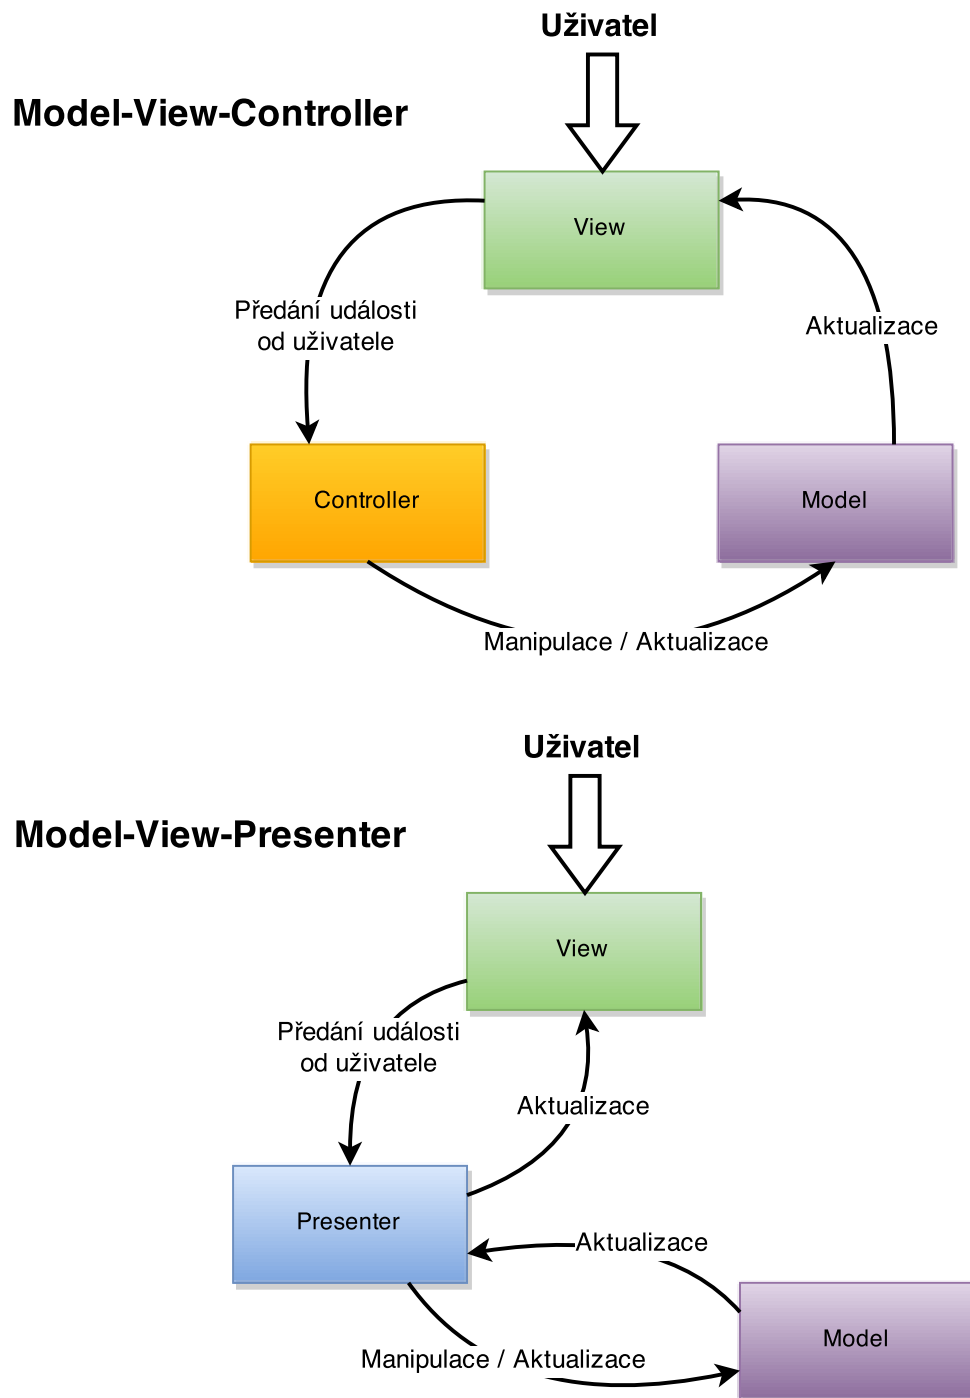 Uživatel
Model-View-Controller
View
Předání události
od uživatele
Aktualizace
Controller
Model
Manipulace / Aktualizace
Uživatel
Model-View-Presenter
View
Předání události
od uživatele
Aktualizace
Presenter
Aktualizace
Model
Manipulace / Aktualizace